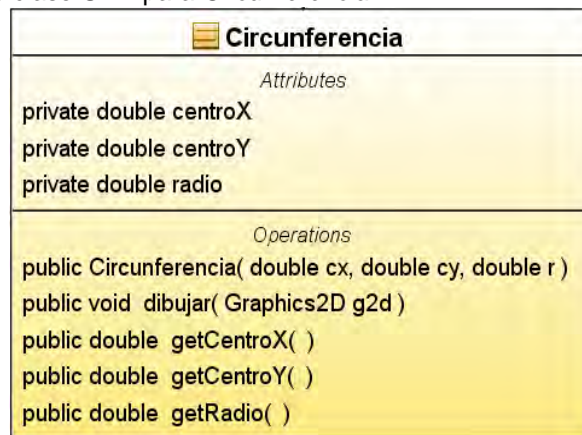 Circunferencia
Attributes
private double centroX
private double centroY
private double radio
Operations
public Circunferencia( double cx, double cy, double r )
public void dibujar( Graphics2D g2d )
public double getCentroX( )
public double getCentroY( )
public double getRadio( )